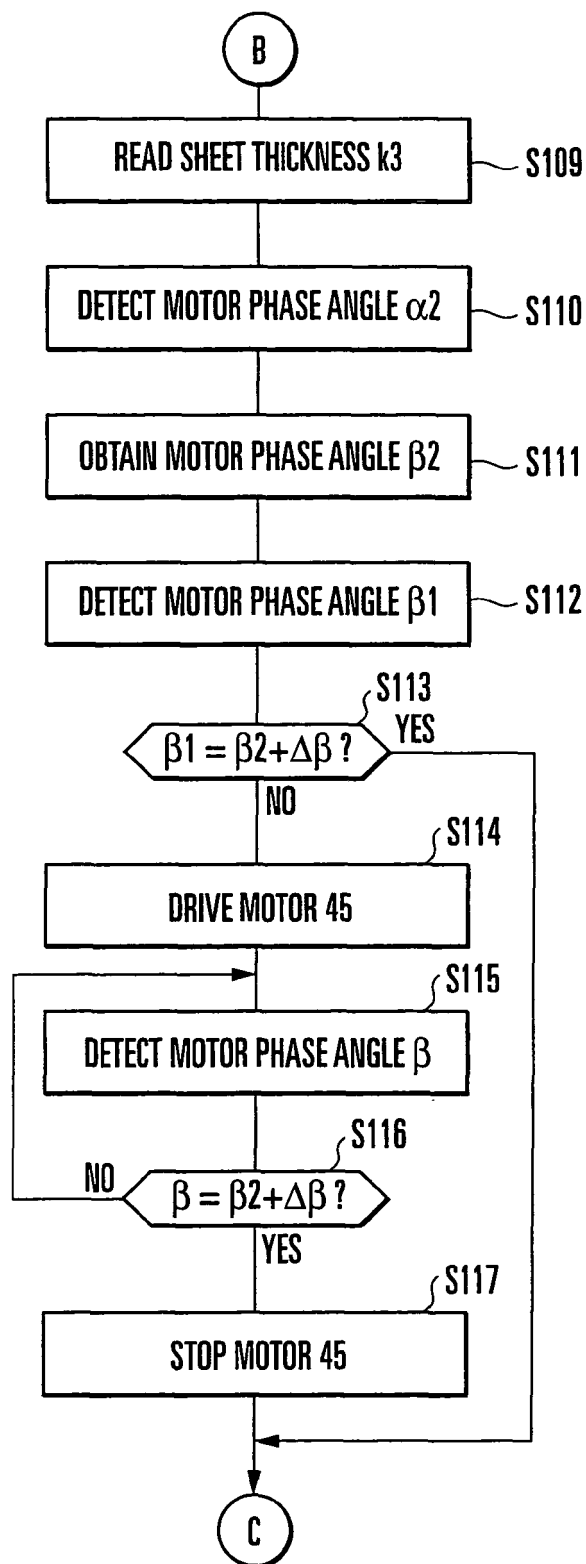 B
READ SHEET THICKNESS k3
S109
DETECT MOTOR PHASE ANGLE α2
S110
OBTAIN MOTOR PHASE ANGLE β2
S111
DETECT MOTOR PHASE ANGLE β1
S112
S113
β1 = β2+Δβ ?
YES
NO
S114
DRIVE MOTOR 45
S115
DETECT MOTOR PHASE ANGLE β
S116
NO
β = β2+Δβ ?
YES
S117
STOP MOTOR 45
C